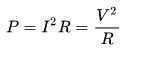 P = I²R = V²/R